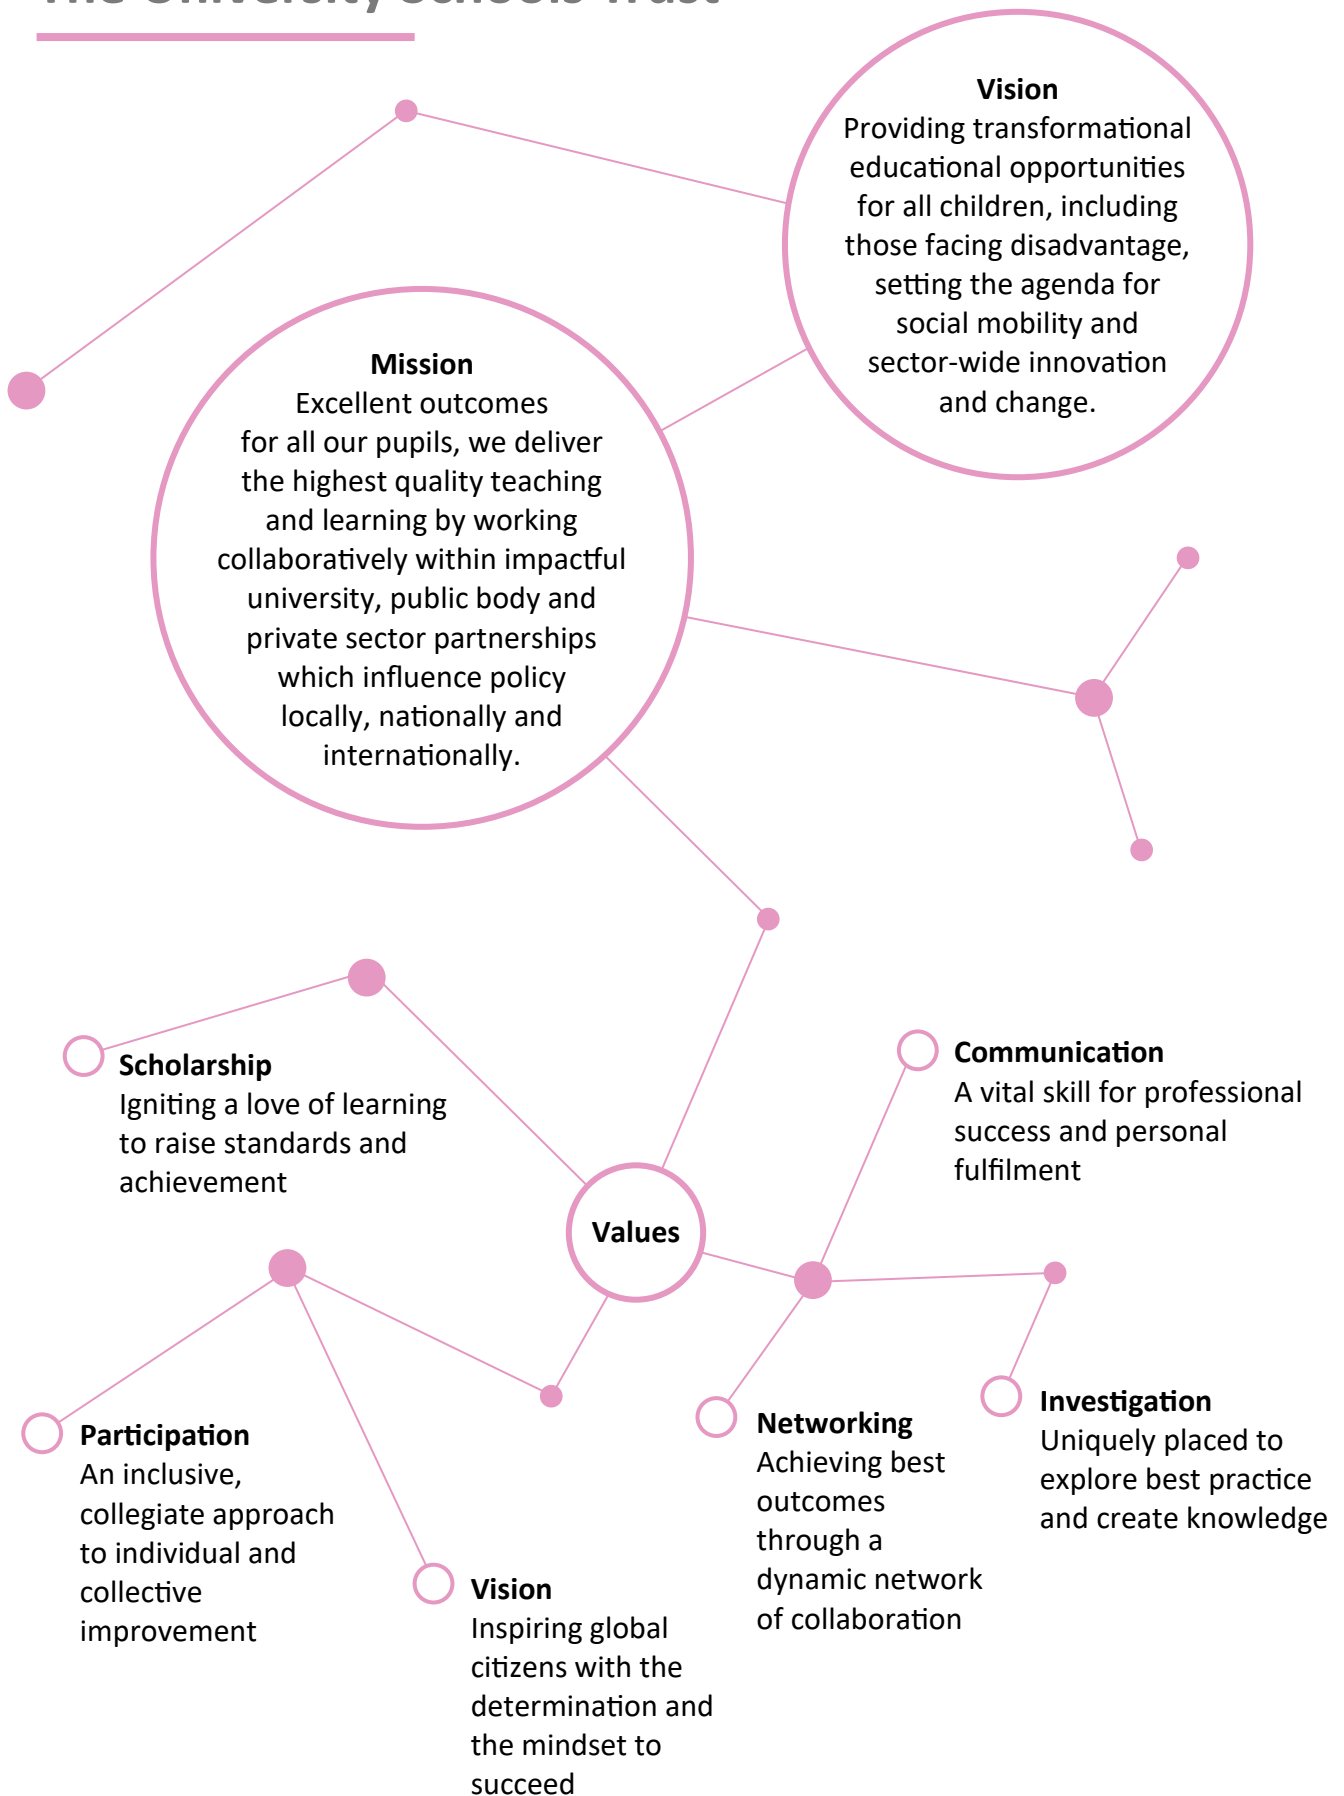 The University Schools Trust
Vision
Providing transformational
educational opportunities
for all children, including
those facing disadvantage,
setting the agenda for
social mobility and
sector-wide innovation
and change.
Mission
Excellent outcomes
for all our pupils, we deliver
the highest quality teaching
and learning by working
collaboratively within impactful
university, public body and
private sector partnerships
which influence policy
locally, nationally and
internationally.
Scholarship
Igniting a love of learning
to raise standards and
achievement
Communication
A vital skill for professional
success and personal
fulfilment
Values
Participation
An inclusive,
collegiate approach
to individual and
collective
improvement
Vision
Inspiring global
citizens with the
determination and
the mindset to
succeed
Networking
Achieving best
outcomes
through a
dynamic network
of collaboration
Investigation
Uniquely placed to
explore best practice
and create knowledge